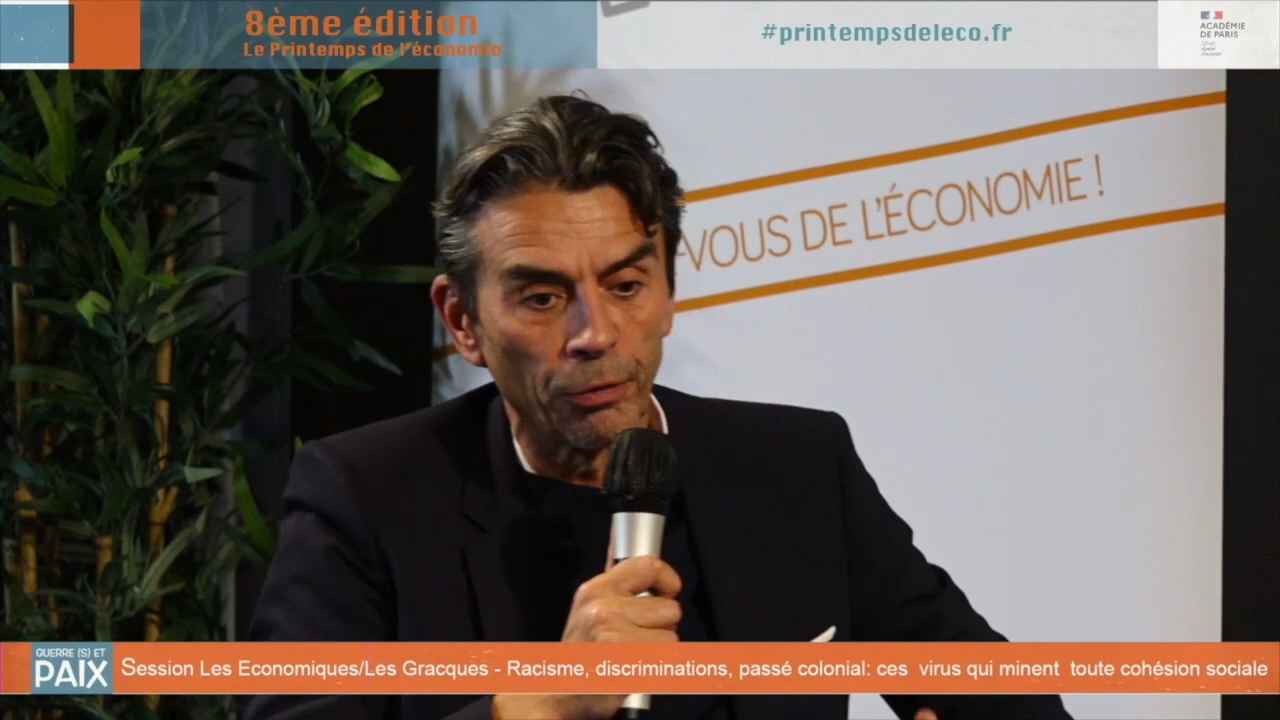 8ème édition
Le Printemps de l'économie
#printempsdeleco.fr
ACADÉMIE
DE PARIS
-VOUS DE L'ÉCONOMIE !
GUERRE (S) ET
PAIX
Session Les Economiques/Les Gracques - Racisme, discriminations, passé colonial: ces virus qui minent toute cohésion sociale